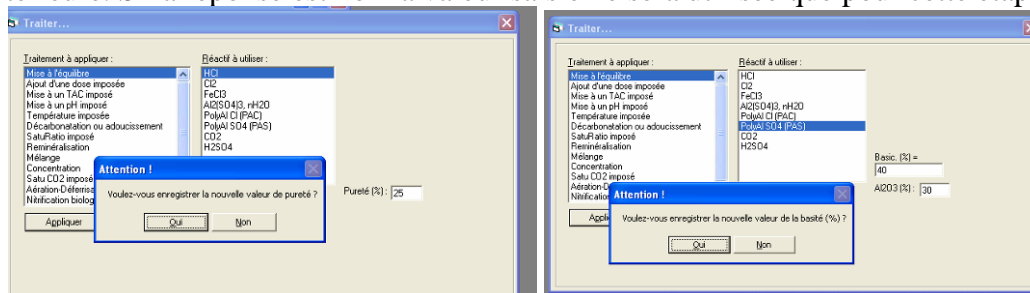 Traiter...
Traitement à appliquer :
Réactif à utiliser :
Mise à l'équilibre
Ajout d'une dose imposée
Mise à un TAC imposé
Mise à un pH imposé
Température imposée
Décarbonatation ou adoucissement
SatuRatio imposé
Reminéralisation
Mélange
Concentration
Satu CO2 imposé
Aération-Déferrisa
Nitrification biolog
HCl
Cl2
FeCl3
Al2(SO4)3, nH2O
PolyAl Cl (PAC)
PolyAl SO4 (PAS)
CO2
H2SO4
Attention !
Voulez-vous enregistrer la nouvelle valeur de pureté ?
Oui
Non
Pureté (%) :
25
Appliquer
Traiter...
Traitement à appliquer :
Réactif à utiliser :
Mise à l'équilibre
Ajout d'une dose imposée
Mise à un TAC imposé
Mise à un pH imposé
Température imposée
Décarbonatation ou adoucissement
SatuRatio imposé
Reminéralisation
Mélange
Concentration
Satu CO2 imposé
Aération-D
Nitrification
HCl
Cl2
FeCl3
Al2(SO4)3, nH2O
PolyAl Cl (PAC)
PolyAl SO4 (PAS)
CO2
H2SO4
Basic. (%) =
40
Al2O3 (%) :
30
Attention !
Voulez-vous enregistrer la nouvelle valeur de la basité (%) ?
Oui
Non
Appli